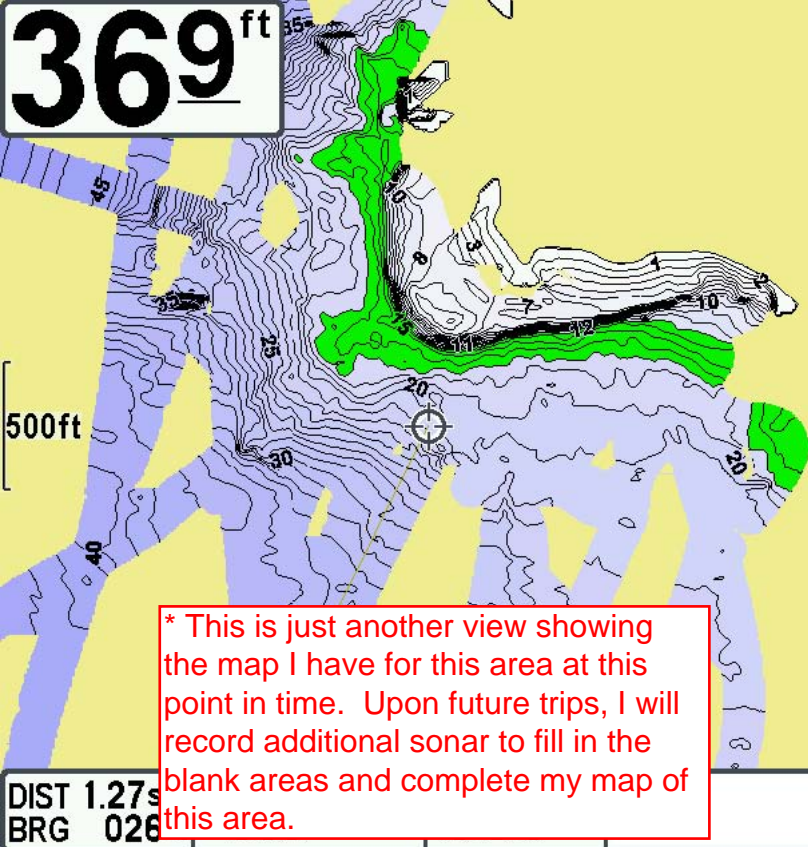 369 ft
35
45
10
8
3
1
2
35
7
10
15
11
12
25
20
500ft
30
20
40
* This is just another view showing
the map I have for this area at this
point in time. Upon future trips, I will
record additional sonar to fill in the
blank areas and complete my map of
this area.
DIST 1.27s
BRG 026